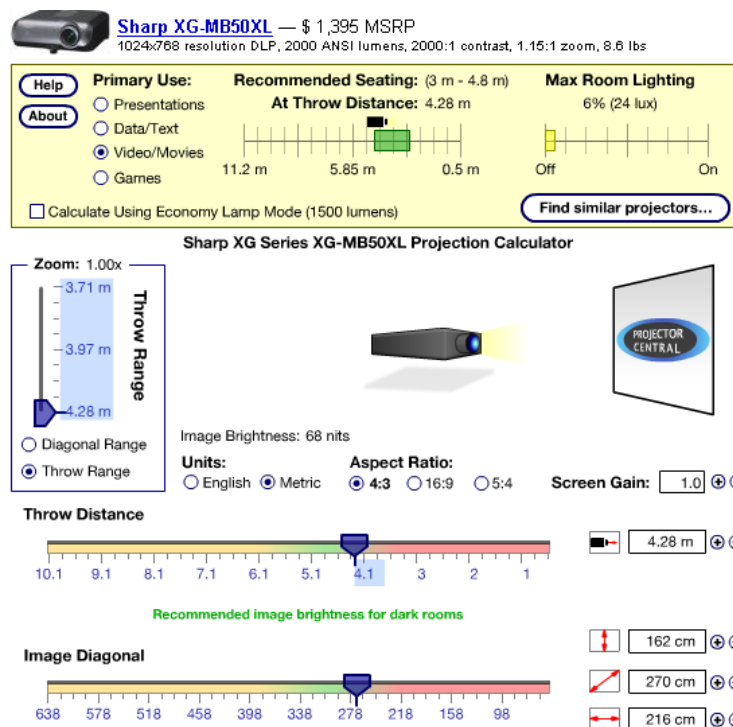 Sharp XG-MB50XL — $ 1,395 MSRP
1024x768 resolution DLP, 2000 ANSI lumens, 2000:1 contrast, 1.15:1 zoom, 8.6 lbs
Help
About
Primary Use:
Presentations
Data/Text
Video/Movies
Games
Recommended Seating: (3 m - 4.8 m)
At Throw Distance: 4.28 m
11.2 m 5.85 m 0.5 m
Max Room Lighting
6% (24 lux)
Off On
Calculate Using Economy Lamp Mode (1500 lumens)
Find similar projectors...
Sharp XG Series XG-MB50XL Projection Calculator
Zoom: 1.00x
3.71 m
3.97 m
4.28 m
Throw Range
Diagonal Range
Throw Range
PROJECTOR
CENTRAL
Image Brightness: 68 nits
Units:
English Metric
Aspect Ratio:
4:3 16:9 5:4
Screen Gain: 1.0
Throw Distance
4.28 m
10.1 9.1 8.1 7.1 6.1 5.1 4.1 3 2 1
Recommended image brightness for dark rooms
162 cm
Image Diagonal
270 cm
638 578 518 458 398 338 278 218 158 98
216 cm